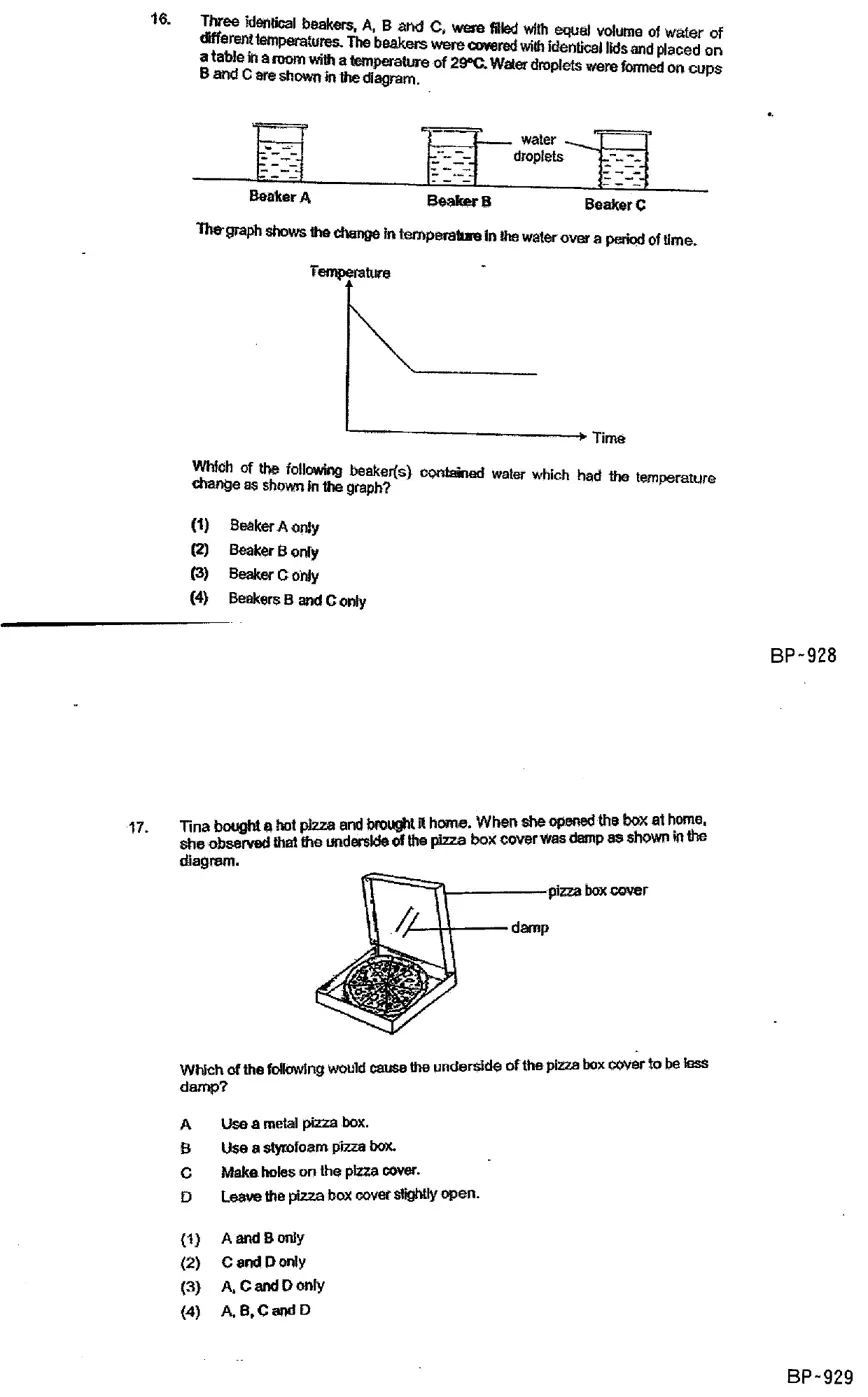 16. Three identical beakers, A, B and C, were filled with equal volume of water of
different temperatures. The beakers were covered with identical lids and placed on
a table in a room with a temperature of 29°C. Water droplets were formed on cups
B and C are shown in the diagram.
water
droplets
Beaker A
Beaker B
Beaker C
The graph shows the change in temperature in the water over a period of time.
Temperature
Time
Which of the following beaker(s) contained water which had the temperature
change as shown in the graph?
(1) Beaker A only
(2) Beaker B only
(3) Beaker C only
(4) Beakers B and C only
BP-928
17. Tina bought a hot pizza and brought it home. When she opened the box at home,
she observed that the underside of the pizza box cover was damp as shown in the
diagram.
pizza box cover
damp
Which of the following would cause the underside of the pizza box cover to be less
damp?
A Use a metal pizza box.
B Use a styrofoam pizza box.
C Make holes on the pizza cover.
D Leave the pizza box cover slightly open.
(1) A and B only
(2) C and D only
(3) A, C and D only
(4) A, B, C and D
BP-929